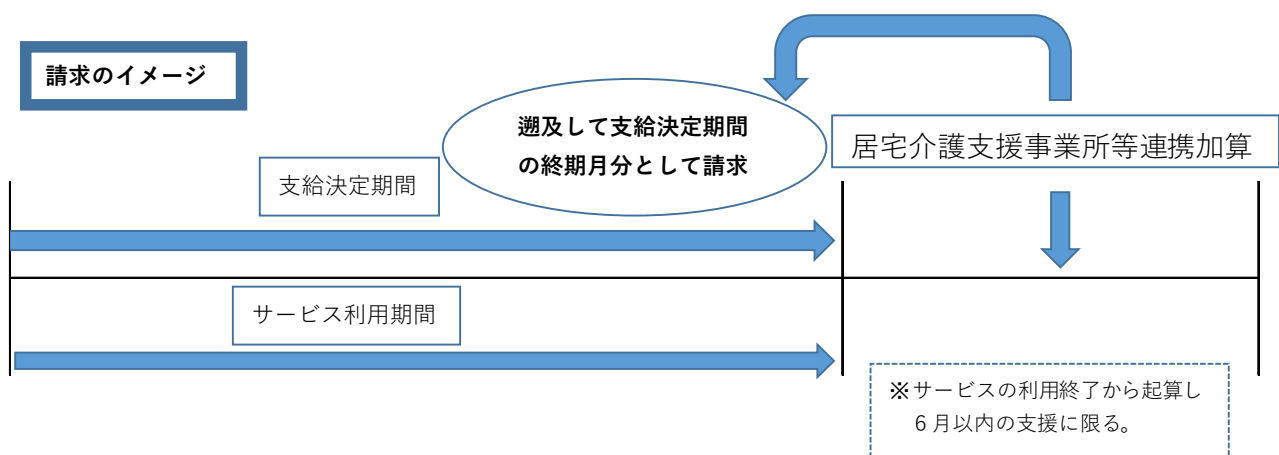 請求のイメージ
遡及して支給決定期間
の終期月分として請求
居宅介護支援事業所等連携加算
支給決定期間
サービス利用期間
※サービスの利用終了から起算し
6月以内の支援に限る。